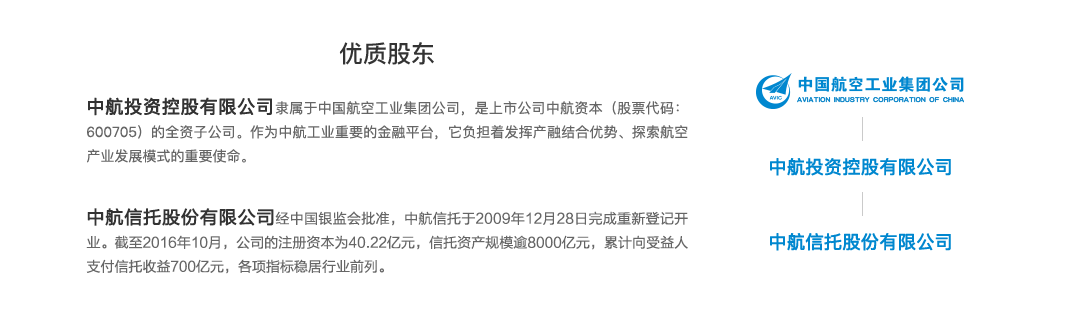 优质股东
中航投资控股有限公司隶属于中国航空工业集团公司，是上市公司中航资本（股票代码：
600705）的全资子公司。作为中航工业重要的金融平台，它负担着发挥产融结合优势、探索航空
产业发展模式的重要使命。
中航信托股份有限公司经中国银监会批准，中航信托于2009年12月28日完成重新登记开
业。截至2016年10月，公司的注册资本为40.22亿元，信托资产规模逾8000亿元，累计向受益人
支付信托收益700亿元，各项指标稳居行业前列。
AVIC
中国航空工业集团公司
AVIATION INDUSTRY CORPORATION OF CHINA
中航投资控股有限公司
中航信托股份有限公司